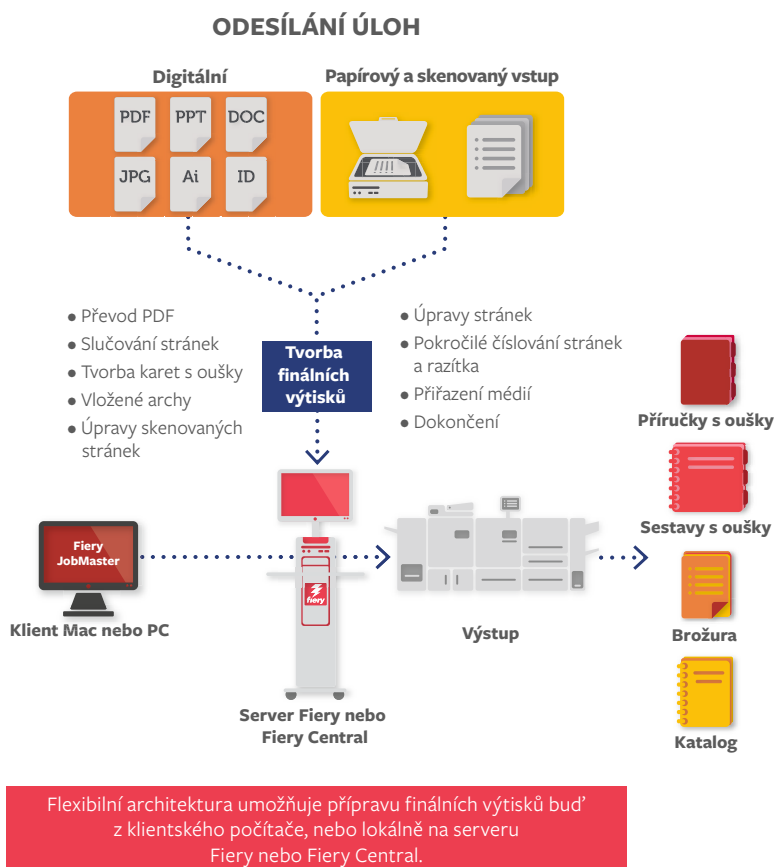 ODESÍLÁNÍ ÚLOH
Digitální
Papírový a skenovaný vstup
PDF
PPT
DOC
JPG
Ai
ID
● Převod PDF
● Slučování stránek
● Tvorba karet s oušky
● Vložené archy
● Úpravy skenovaných
stránek
Tvorba
finálních
výtisků
● Úpravy stránek
● Pokročilé číslování stránek
a razítka
● Přiřazení médií
● Dokončení
Příručky s oušky
Sestavy s oušky
Brožura
Katalog
Fiery
JobMaster
Klient Mac nebo PC
fiery
Server Fiery nebo
Fiery Central
Výstup
Flexibilní architektura umožňuje přípravu finálních výtisků buď
z klientského počítače, nebo lokálně na serveru
Fiery nebo Fiery Central.